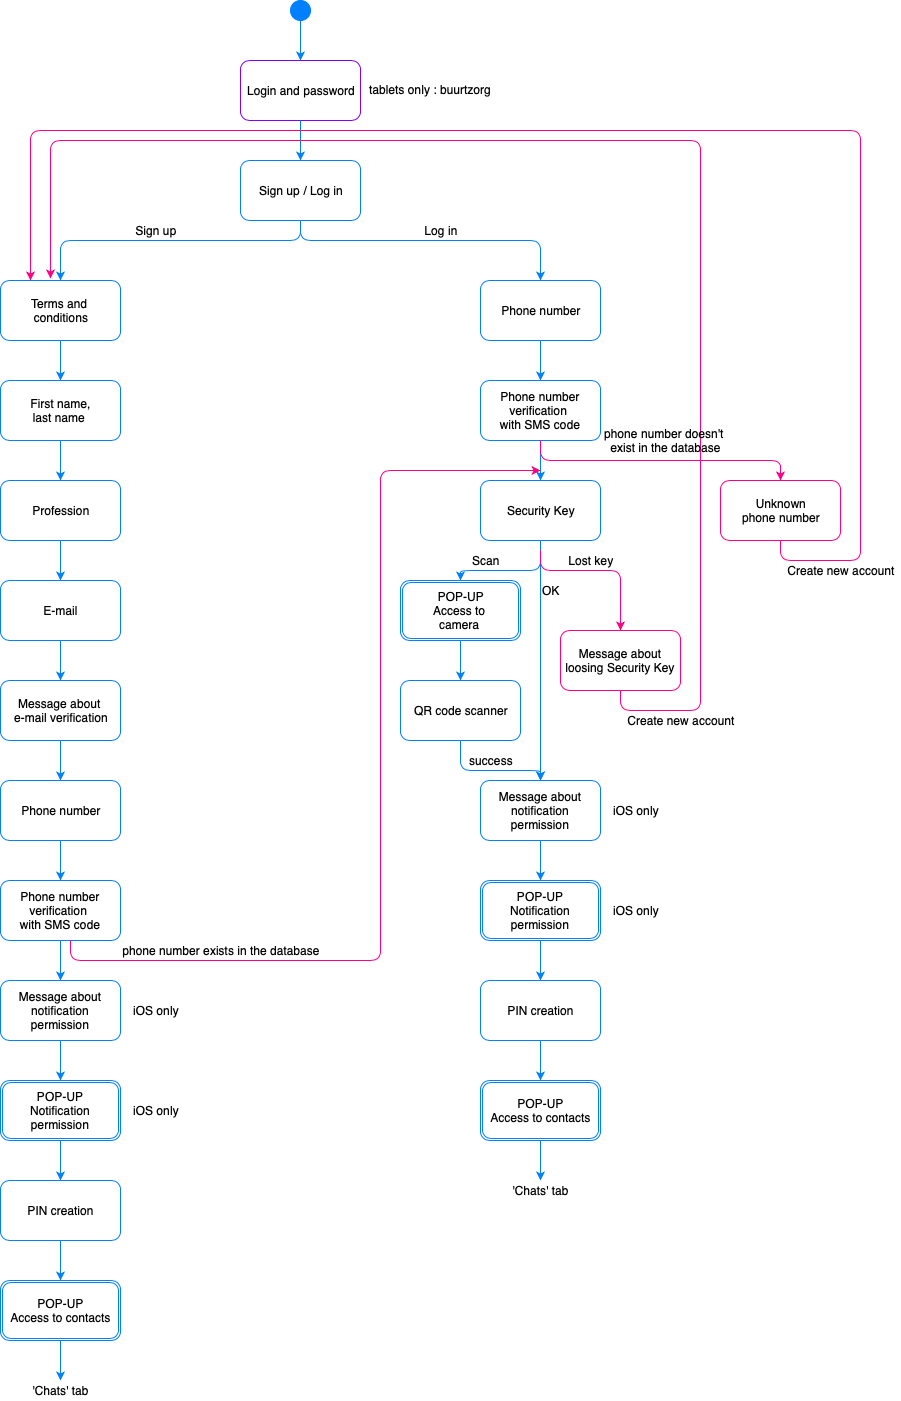 Login and password
tablets only : buurtzorg
Sign up / Log in
Sign up
Log in
Terms and
conditions
Phone number
First name,
last name
Phone number
verification
with SMS code
phone number doesn't
exist in the database
Profession
Security Key
Unknown
phone number
Scan
Lost key
Create new account
E-mail
POP-UP
Access to
camera
OK
Message about
loosing Security Key
Message about
e-mail verification
QR code scanner
Create new account
success
Phone number
Message about
notification
permission
iOS only
Phone number
verification
with SMS code
POP-UP
Notification
permission
iOS only
phone number exists in the database
Message about
notification
permission
iOS only
PIN creation
POP-UP
Notification
permission
iOS only
POP-UP
Access to contacts
PIN creation
'Chats' tab
POP-UP
Access to contacts
'Chats' tab